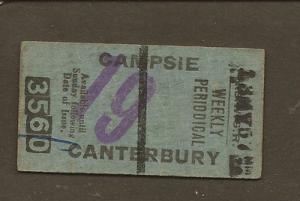 CAMPSIE
19
WEEKLY
PERIODICAL
Available until
Sunday following
Date of Issue.
3560
CANTERBURY